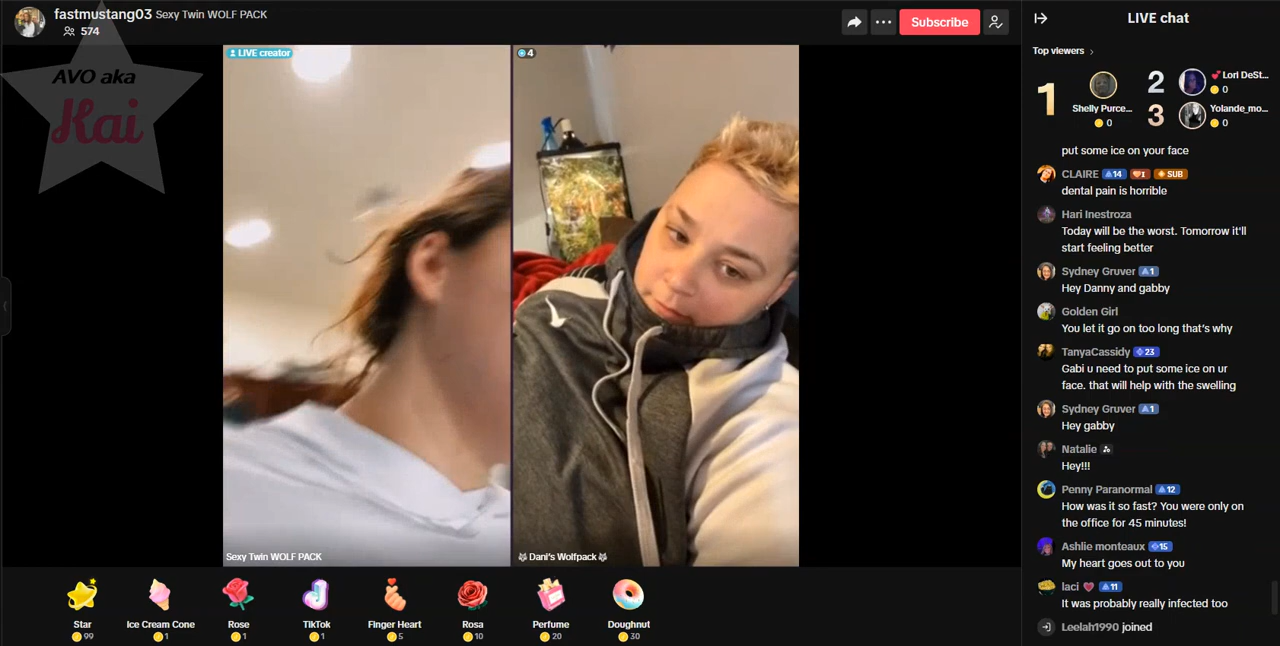 fastmustang03 Sexy Twin WOLF PACK
574
Subscribe
AVO aka
Kai
LIVE creator
4
Sexy Twin WOLF PACK
Dani's Wolfpack
Star
99
Ice Cream Cone
1
Rose
1
TikTok
1
Finger Heart
5
Rosa
10
Perfume
20
Doughnut
30
LIVE chat
Top viewers
1
Shelly Purce...
0
2
Lori DeSt...
0
3
Yolande_mo...
0
put some ice on your face
CLAIRE 14 I SUB
dental pain is horrible
Hari Inestroza
Today will be the worst. Tomorrow it'll
start feeling better
Sydney Gruver 1
Hey Danny and gabby
Golden Girl
You let it go on too long that's why
TanyaCassidy 23
Gabi u need to put some ice on ur
face. that will help with the swelling
Sydney Gruver 1
Hey gabby
Natalie
Hey!!!
Penny Paranormal 12
How was it so fast? You were only on
the office for 45 minutes!
Ashlie monteaux 15
My heart goes out to you
laci 11
It was probably really infected too
Leelah1990 joined